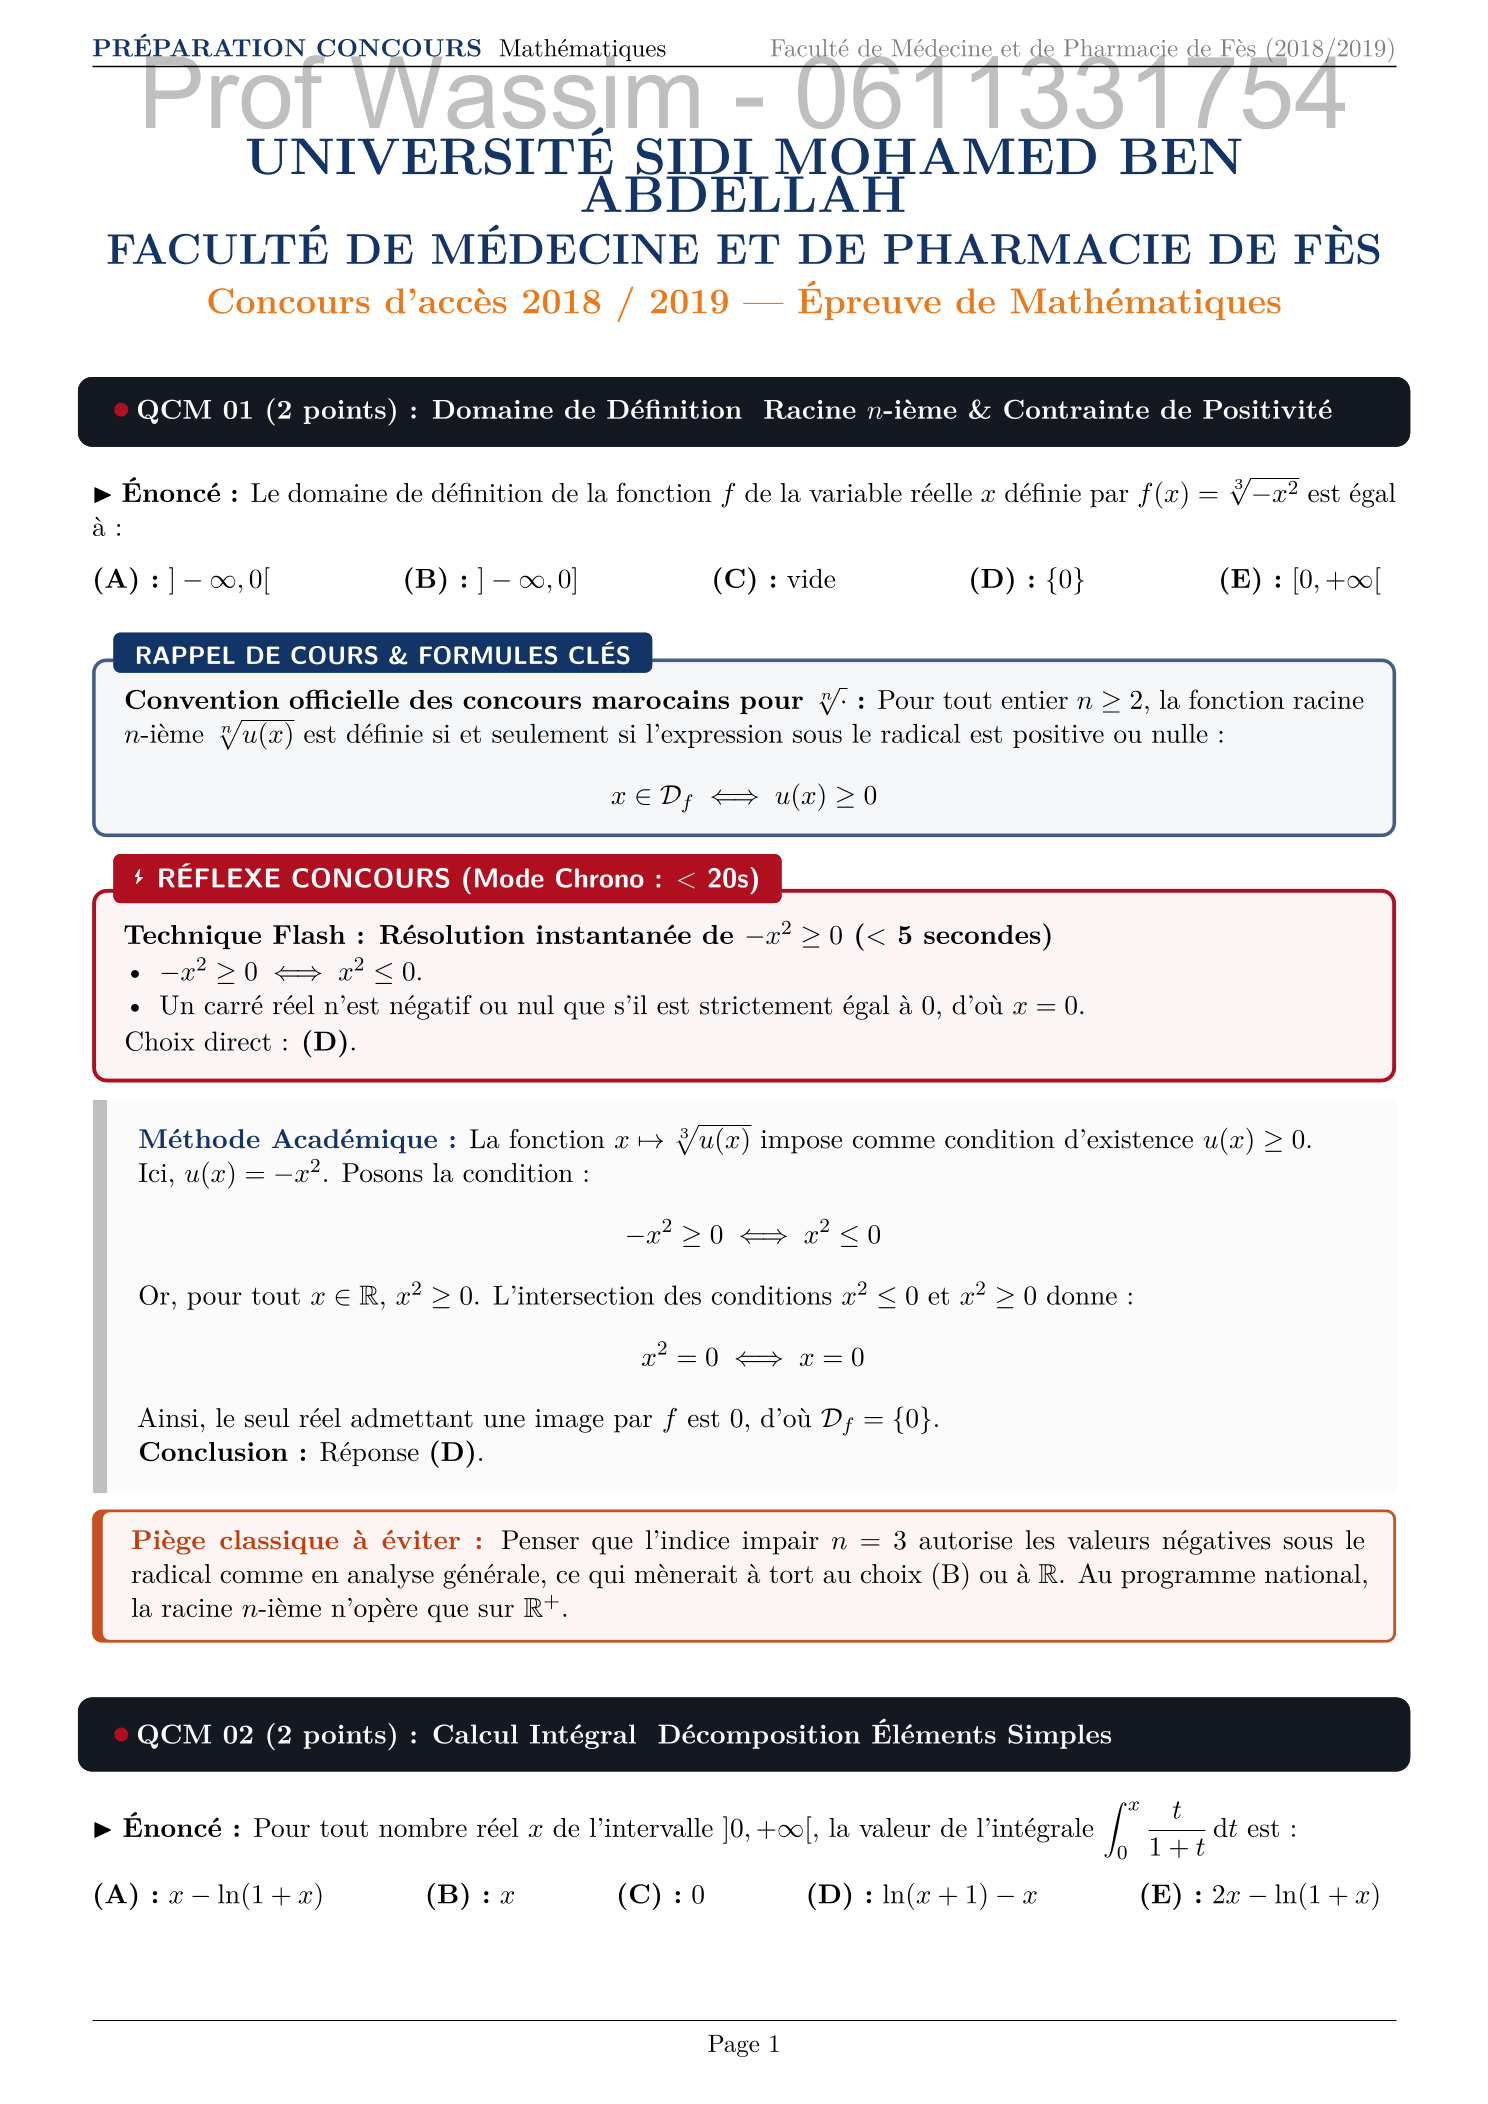 PRÉPARATION CONCOURS Mathématiques Faculté de Médecine et de Pharmacie de Fès (2018/2019)
Prof Wassim - 0611331754
UNIVERSITÉ SIDI MOHAMED BEN
ABDELLAH
FACULTÉ DE MÉDECINE ET DE PHARMACIE DE FÈS
Concours d'accès 2018 / 2019 — Épreuve de Mathématiques
● QCM 01 (2 points) : Domaine de Définition Racine n-ième & Contrainte de Positivité
▶ Énoncé : Le domaine de définition de la fonction f de la variable réelle x définie par f(x) = ∛(−x²) est égal
à :
(A) : ] − ∞, 0[ (B) : ] − ∞, 0] (C) : vide (D) : {0} (E) : [0, +∞[
RAPPEL DE COURS & FORMULES CLÉS
Convention officielle des concours marocains pour ⁿ√· : Pour tout entier n ≥ 2, la fonction racine
n-ième ⁿ√u(x) est définie si et seulement si l'expression sous le radical est positive ou nulle :
x ∈ 𝒟_f ⟺ u(x) ≥ 0
⚡ RÉFLEXE CONCOURS (Mode Chrono : < 20s)
Technique Flash : Résolution instantanée de −x² ≥ 0 (< 5 secondes)
• −x² ≥ 0 ⟺ x² ≤ 0.
• Un carré réel n'est négatif ou nul que s'il est strictement égal à 0, d'où x = 0.
Choix direct : (D).
Méthode Académique : La fonction x ↦ ∛u(x) impose comme condition d'existence u(x) ≥ 0.
Ici, u(x) = −x². Posons la condition :
−x² ≥ 0 ⟺ x² ≤ 0
Or, pour tout x ∈ ℝ, x² ≥ 0. L'intersection des conditions x² ≤ 0 et x² ≥ 0 donne :
x² = 0 ⟺ x = 0
Ainsi, le seul réel admettant une image par f est 0, d'où 𝒟_f = {0}.
Conclusion : Réponse (D).
Piège classique à éviter : Penser que l'indice impair n = 3 autorise les valeurs négatives sous le
radical comme en analyse générale, ce qui mènerait à tort au choix (B) ou à ℝ. Au programme national,
la racine n-ième n'opère que sur ℝ⁺.
● QCM 02 (2 points) : Calcul Intégral Décomposition Éléments Simples
▶ Énoncé : Pour tout nombre réel x de l'intervalle ]0, +∞[, la valeur de l'intégrale ∫₀ˣ t/(1 + t) dt est :
(A) : x − ln(1 + x) (B) : x (C) : 0 (D) : ln(x + 1) − x (E) : 2x − ln(1 + x)
Page 1